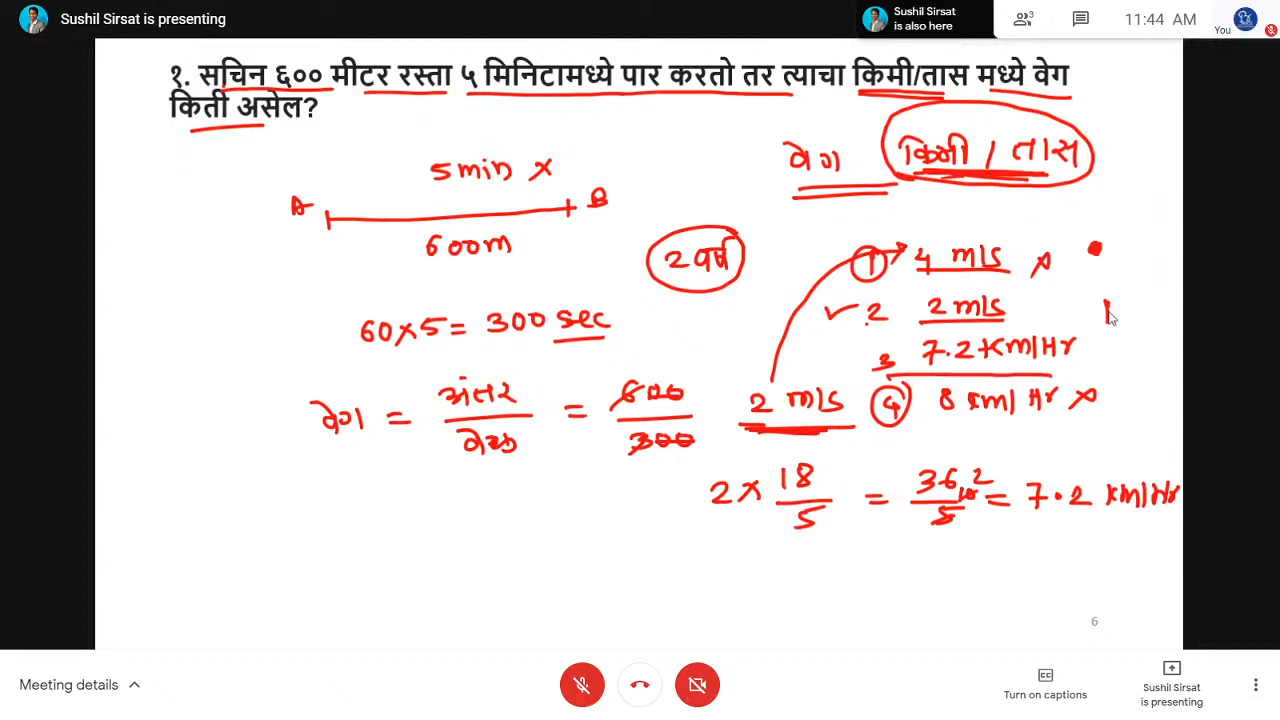 Sushil Sirsat is presenting
Sushil Sirsat
is also here
3
11:44 AM
You
१. सचिन ६०० मीटर रस्ता ५ मिनिटामध्ये पार करतो तर त्याचा किमी/तास मध्ये वेग
किती असेल?
वेग किमी / तास
5 min x
A B
600m
2 वर्ष
1 4 m/s x
60 x 5 = 300 sec
✓ 2 2 m/s
3 7.2 Km/Hr
वेग = अंतर / वेळ = 600 / 300 2 m/s
4 8 Km/Hr x
2 x 18/5 = 36/5 = 7.2 Km/Hr
6
Meeting details
Turn on captions
Sushil Sirsat
is presenting